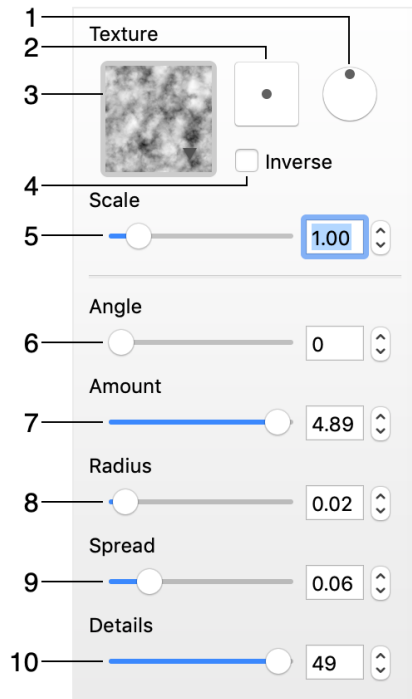 1
Texture
2
3
Inverse
4
Scale
5 1.00
Angle
6 0
Amount
7 4.89
Radius
8 0.02
Spread
9 0.06
Details
10 49